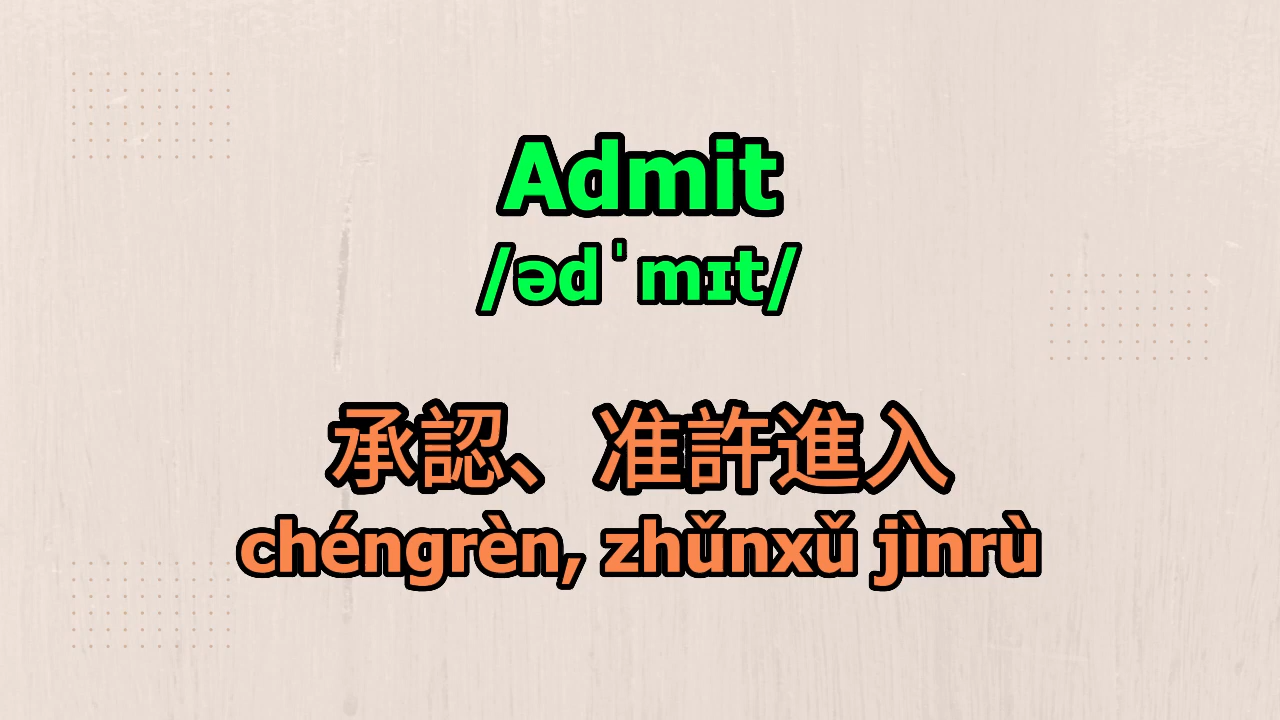 Admit
/ədˈmɪt/
承認、准許進入
chéngrèn, zhǔnxǔ jìnrù